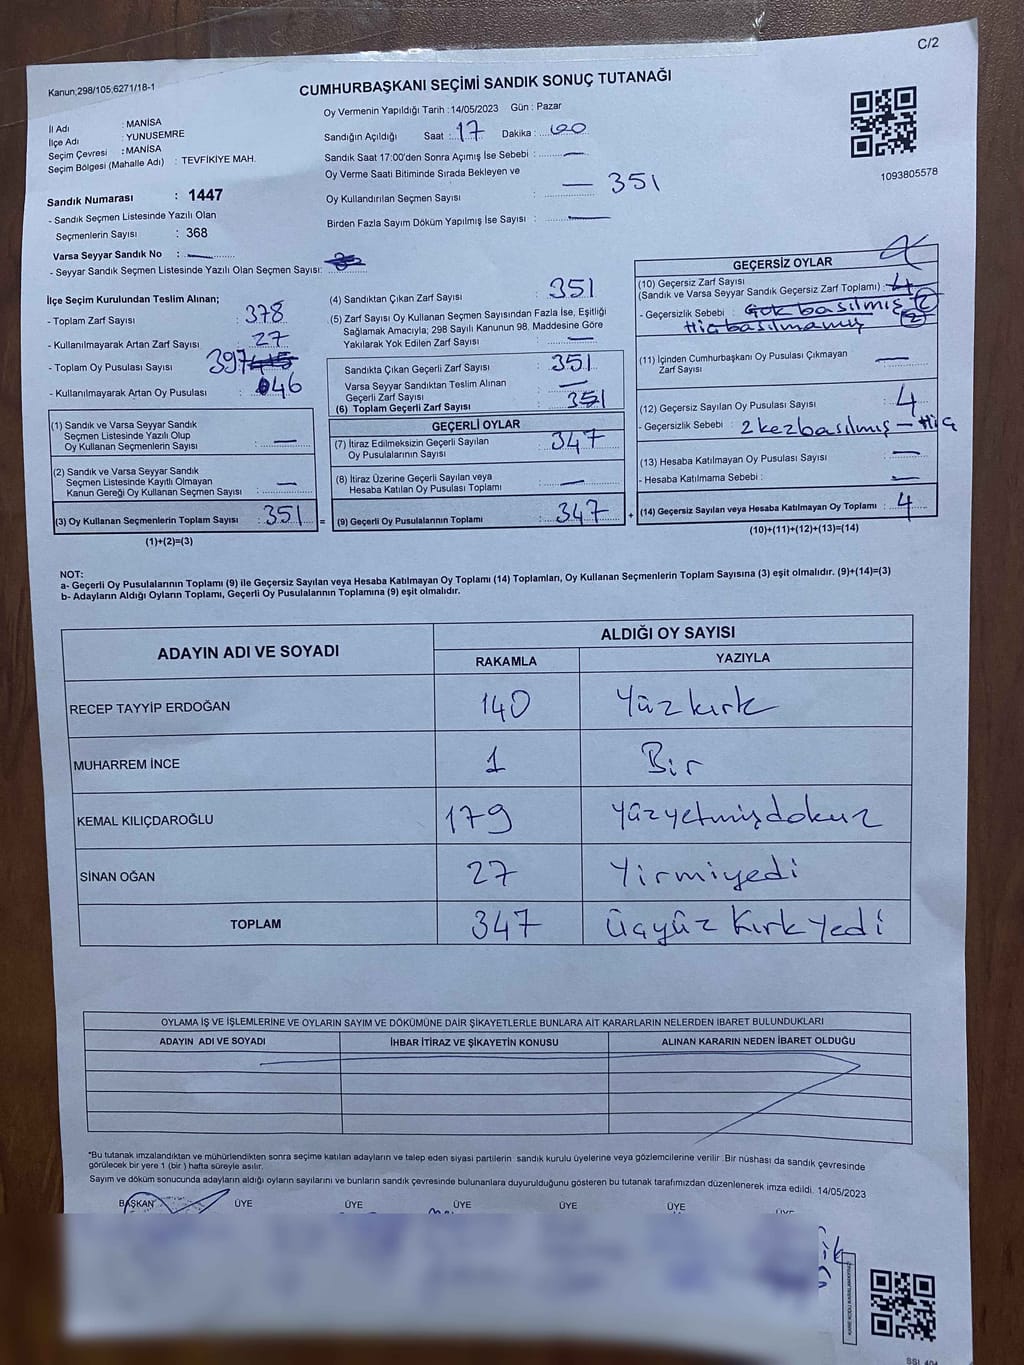 C/2
Kanun;298/105,6271/18-1
CUMHURBAŞKANI SEÇİMİ SANDIK SONUÇ TUTANAĞI
İl Adı : MANİSA
İlçe Adı : YUNUSEMRE
Seçim Çevresi : MANİSA
Seçim Bölgesi (Mahalle Adı) : TEVFİKİYE MAH.
Sandık Numarası : 1447
- Sandık Seçmen Listesinde Yazılı Olan
Seçmenlerin Sayısı : 368
Varsa Seyyar Sandık No :
- Seyyar Sandık Seçmen Listesinde Yazılı Olan Seçmen Sayısı:
Oy Vermenin Yapıldığı Tarih : 14/05/2023 Gün : Pazar
Sandığın Açıldığı Saat : 17 Dakika : 00
Sandık Saat 17:00'den Sonra Açımış İse Sebebi : —
Oy Verme Saati Bitiminde Sırada Bekleyen ve
Oy Kullandırılan Seçmen Sayısı : — 351
Birden Fazla Sayım Döküm Yapılmış İse Sayısı : —
1093805578
İlçe Seçim Kurulundan Teslim Alınan;
- Toplam Zarf Sayısı : 378
- Kullanılmayarak Artan Zarf Sayısı : 27
- Toplam Oy Pusulası Sayısı : 397
- Kullanılmayarak Artan Oy Pusulası : 46
(1) Sandık ve Varsa Seyyar Sandık
Seçmen Listesinde Yazılı Olup
Oy Kullanan Seçmenlerin Sayısı : —
(2) Sandık ve Varsa Seyyar Sandık
Seçmen Listesinde Kayıtlı Olmayan
Kanun Gereği Oy Kullanan Seçmen Sayısı : —
(3) Oy Kullanan Seçmenlerin Toplam Sayısı : 351 =
(1)+(2)=(3)
(4) Sandıktan Çıkan Zarf Sayısı : 351
(5) Zarf Sayısı Oy Kullanan Seçmen Sayısından Fazla İse, Eşitliği
Sağlamak Amacıyla; 298 Sayılı Kanunun 98. Maddesine Göre
Yakılarak Yok Edilen Zarf Sayısı : —
Sandıkta Çıkan Geçerli Zarf Sayısı : 351
Varsa Seyyar Sandıktan Teslim Alınan
Geçerli Zarf Sayısı : —
(6) Toplam Geçerli Zarf Sayısı : 351
GEÇERLİ OYLAR
(7) İtiraz Edilmeksizin Geçerli Sayılan
Oy Pusulalarının Sayısı : 347
(8) İtiraz Üzerine Geçerli Sayılan veya
Hesaba Katılan Oy Pusulası Toplamı : —
(9) Geçerli Oy Pusulalarının Toplamı : 347 +
GEÇERSİZ OYLAR
(10) Geçersiz Zarf Sayısı
(Sandık ve Varsa Seyyar Sandık Geçersiz Zarf Toplamı) : 4
- Geçersizlik Sebebi : Çok basılmış 2
Hiç basılmamış 2
(11) İçinden Cumhurbaşkanı Oy Pusulası Çıkmayan
Zarf Sayısı : —
(12) Geçersiz Sayılan Oy Pusulası Sayısı : 4
- Geçersizlik Sebebi : 2 kez basılmış – Hiç
(13) Hesaba Katılmayan Oy Pusulası Sayısı : —
- Hesaba Katılmama Sebebi : —
(14) Geçersiz Sayılan veya Hesaba Katılmayan Oy Toplamı : 4
(10)+(11)+(12)+(13)=(14)
NOT:
a- Geçerli Oy Pusulalarının Toplamı (9) ile Geçersiz Sayılan veya Hesaba Katılmayan Oy Toplamı (14) Toplamları, Oy Kullanan Seçmenlerin Toplam Sayısına (3) eşit olmalıdır. (9)+(14)=(3)
b- Adayların Aldığı Oyların Toplamı, Geçerli Oy Pusulalarının Toplamına (9) eşit olmalıdır.
ADAYIN ADI VE SOYADI
ALDIĞI OY SAYISI
RAKAMLA YAZIYLA
RECEP TAYYİP ERDOĞAN 140 Yüzkırk
MUHARREM İNCE 1 Bir
KEMAL KILIÇDAROĞLU 179 Yüzyetmişdokuz
SİNAN OĞAN 27 Yirmiyedi
TOPLAM 347 Üçyüz Kırk Yedi
OYLAMA İŞ VE İŞLEMLERİNE VE OYLARIN SAYIM VE DÖKÜMÜNE DAİR ŞİKAYETLERLE BUNLARA AİT KARARLARIN NELERDEN İBARET BULUNDUKLARI
ADAYIN ADI VE SOYADI İHBAR İTİRAZ VE ŞİKAYETİN KONUSU ALINAN KARARIN NEDEN İBARET OLDUĞU
*Bu tutanak imzalandıktan ve mühürlendikten sonra seçime katılan adayların ve talep eden siyasi partilerin sandık kurulu üyelerine veya gözlemcilerine verilir. Bir nüshası da sandık çevresinde
görülecek bir yere 1 (bir) hafta süreyle asılır.
Sayım ve döküm sonucunda adayların aldığı oyların sayılarını ve bunların sandık çevresinde bulunanlara duyurulduğunu gösteren bu tutanak tarafımızdan düzenlenerek imza edildi. 14/05/2023
BAŞKAN ÜYE ÜYE ÜYE ÜYE ÜYE ÜYE